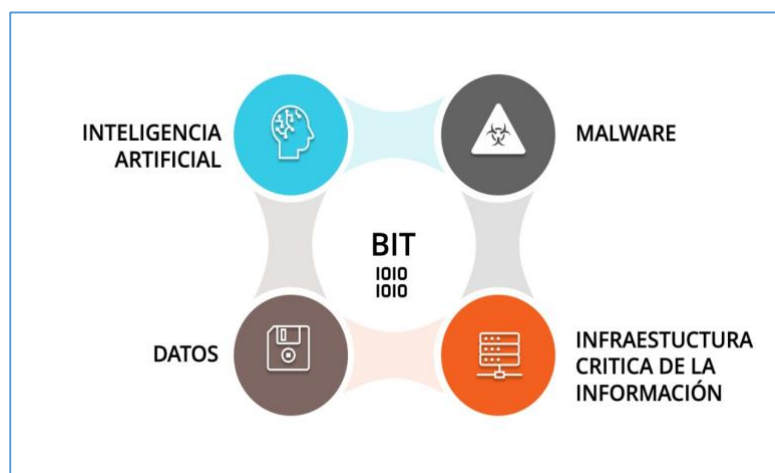 INTELIGENCIA
ARTIFICIAL
MALWARE
BIT
1010
1010
DATOS
INFRAESTUCTURA
CRITICA DE LA
INFORMACIÓN